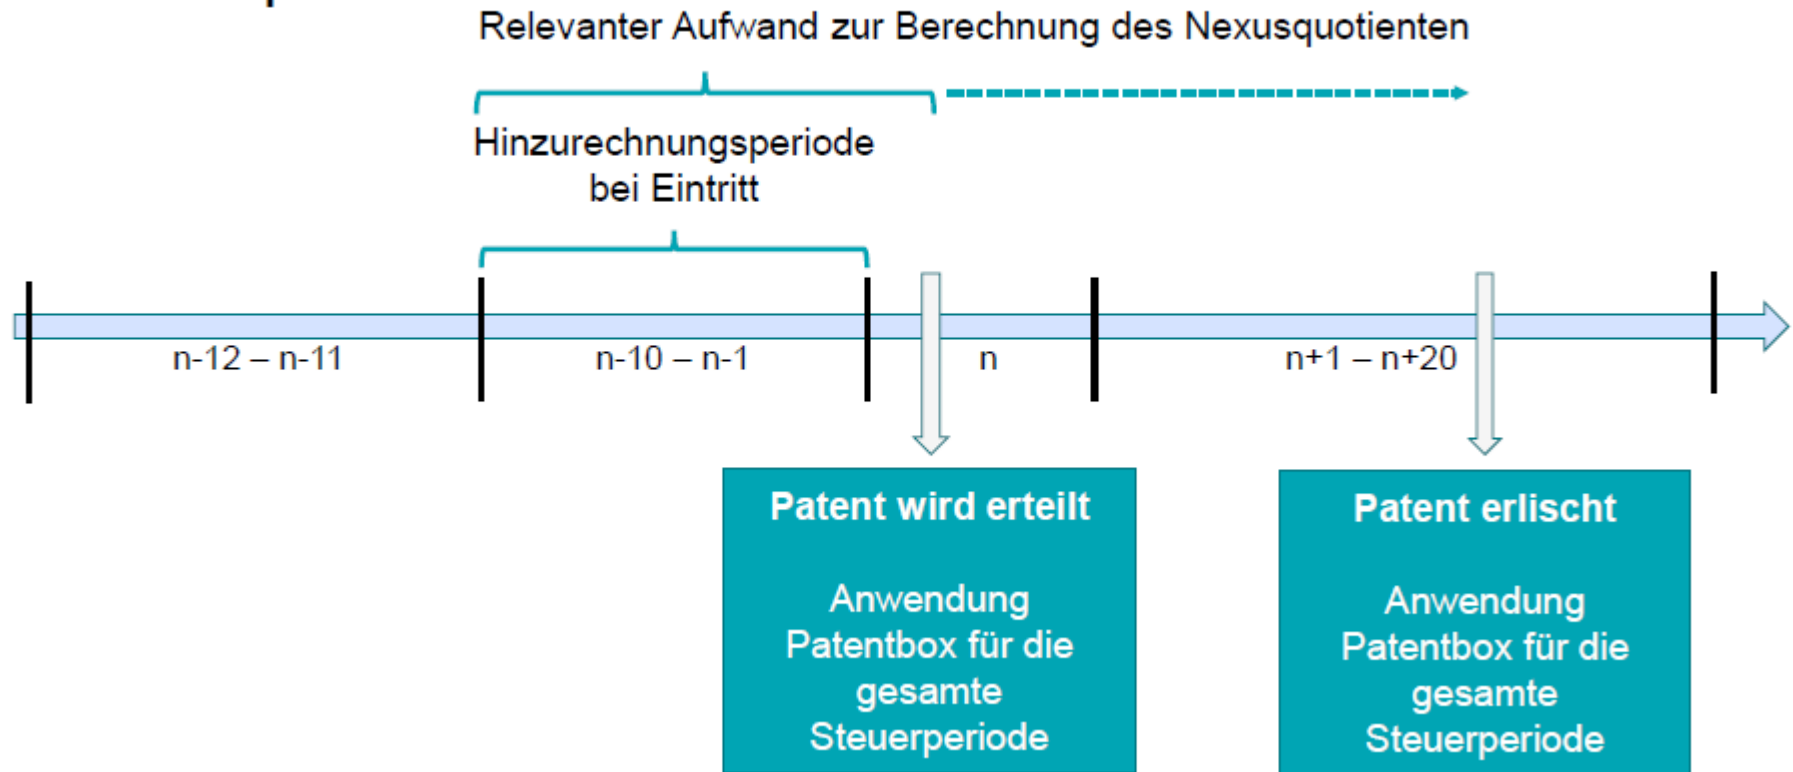 Relevanter Aufwand zur Berechnung des Nexusquotienten
Hinzurechnungsperiode
bei Eintritt
n-12 – n-11
n-10 – n-1
n
n+1 – n+20
Patent wird erteilt
Anwendung
Patentbox für die
gesamte
Steuerperiode
Patent erlischt
Anwendung
Patentbox für die
gesamte
Steuerperiode